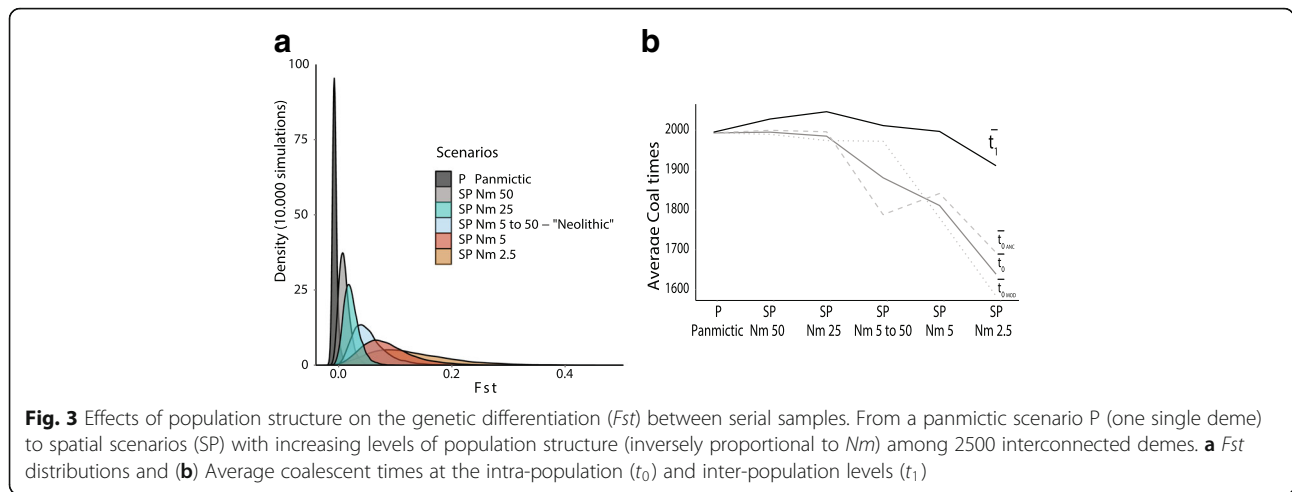 a
100
75
50
25
0
Density (10.000 simulations)
0.0 0.2 0.4
Fst
Scenarios
P Panmictic
SP Nm 50
SP Nm 25
SP Nm 5 to 50 – "Neolithic"
SP Nm 5
SP Nm 2.5
b
Average Coal times
2000
1900
1800
1700
1600
P SP SP SP SP SP
Panmictic Nm 50 Nm 25 Nm 5 to 50 Nm 5 Nm 2.5
t1
t0 ANC
t0
t0 MOD
Fig. 3 Effects of population structure on the genetic differentiation (Fst) between serial samples. From a panmictic scenario P (one single deme)
to spatial scenarios (SP) with increasing levels of population structure (inversely proportional to Nm) among 2500 interconnected demes. a Fst
distributions and (b) Average coalescent times at the intra-population (t0) and inter-population levels (t1)